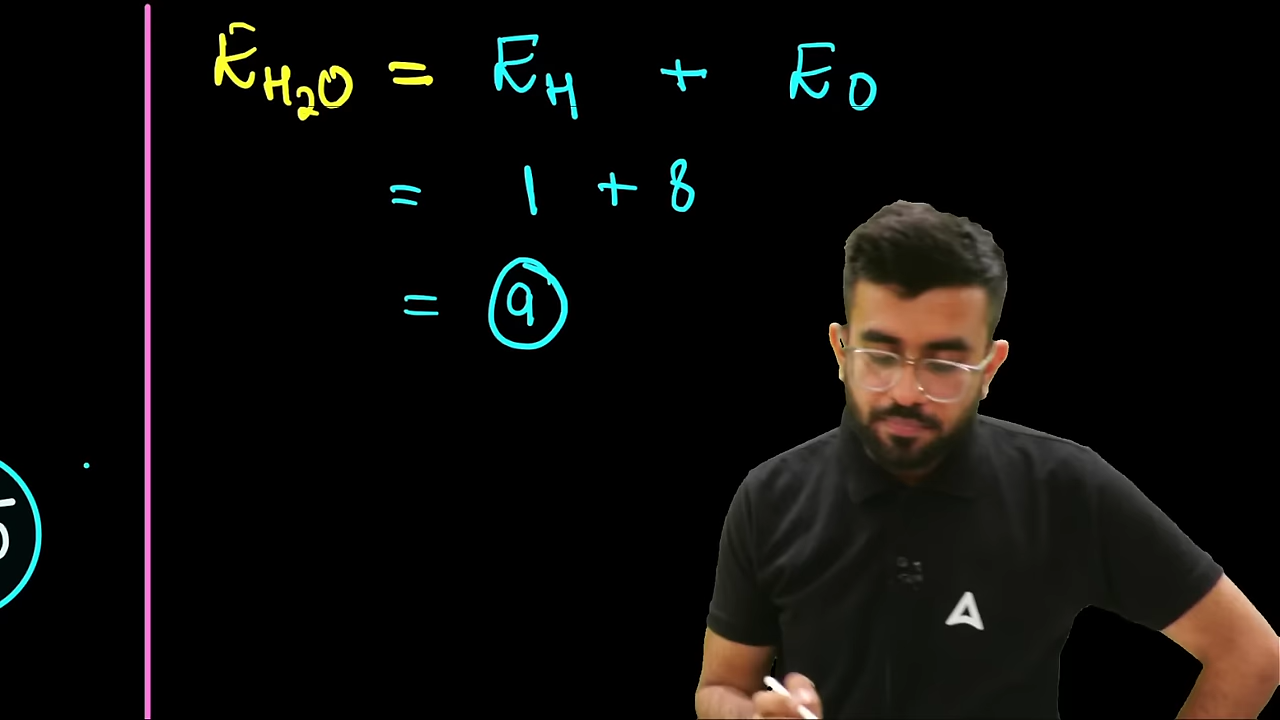 E_H₂O = E_H + E_O
= 1 + 8
= 9